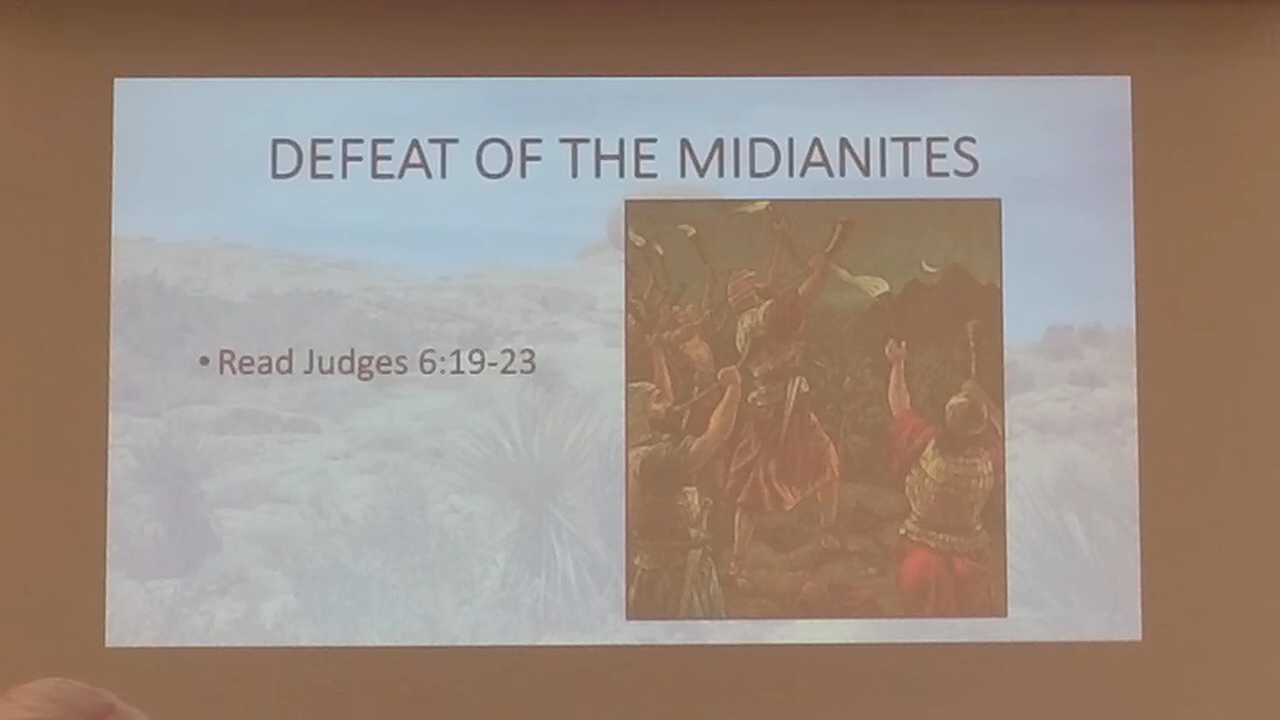 DEFEAT OF THE MIDIANITES
• Read Judges 6:19-23